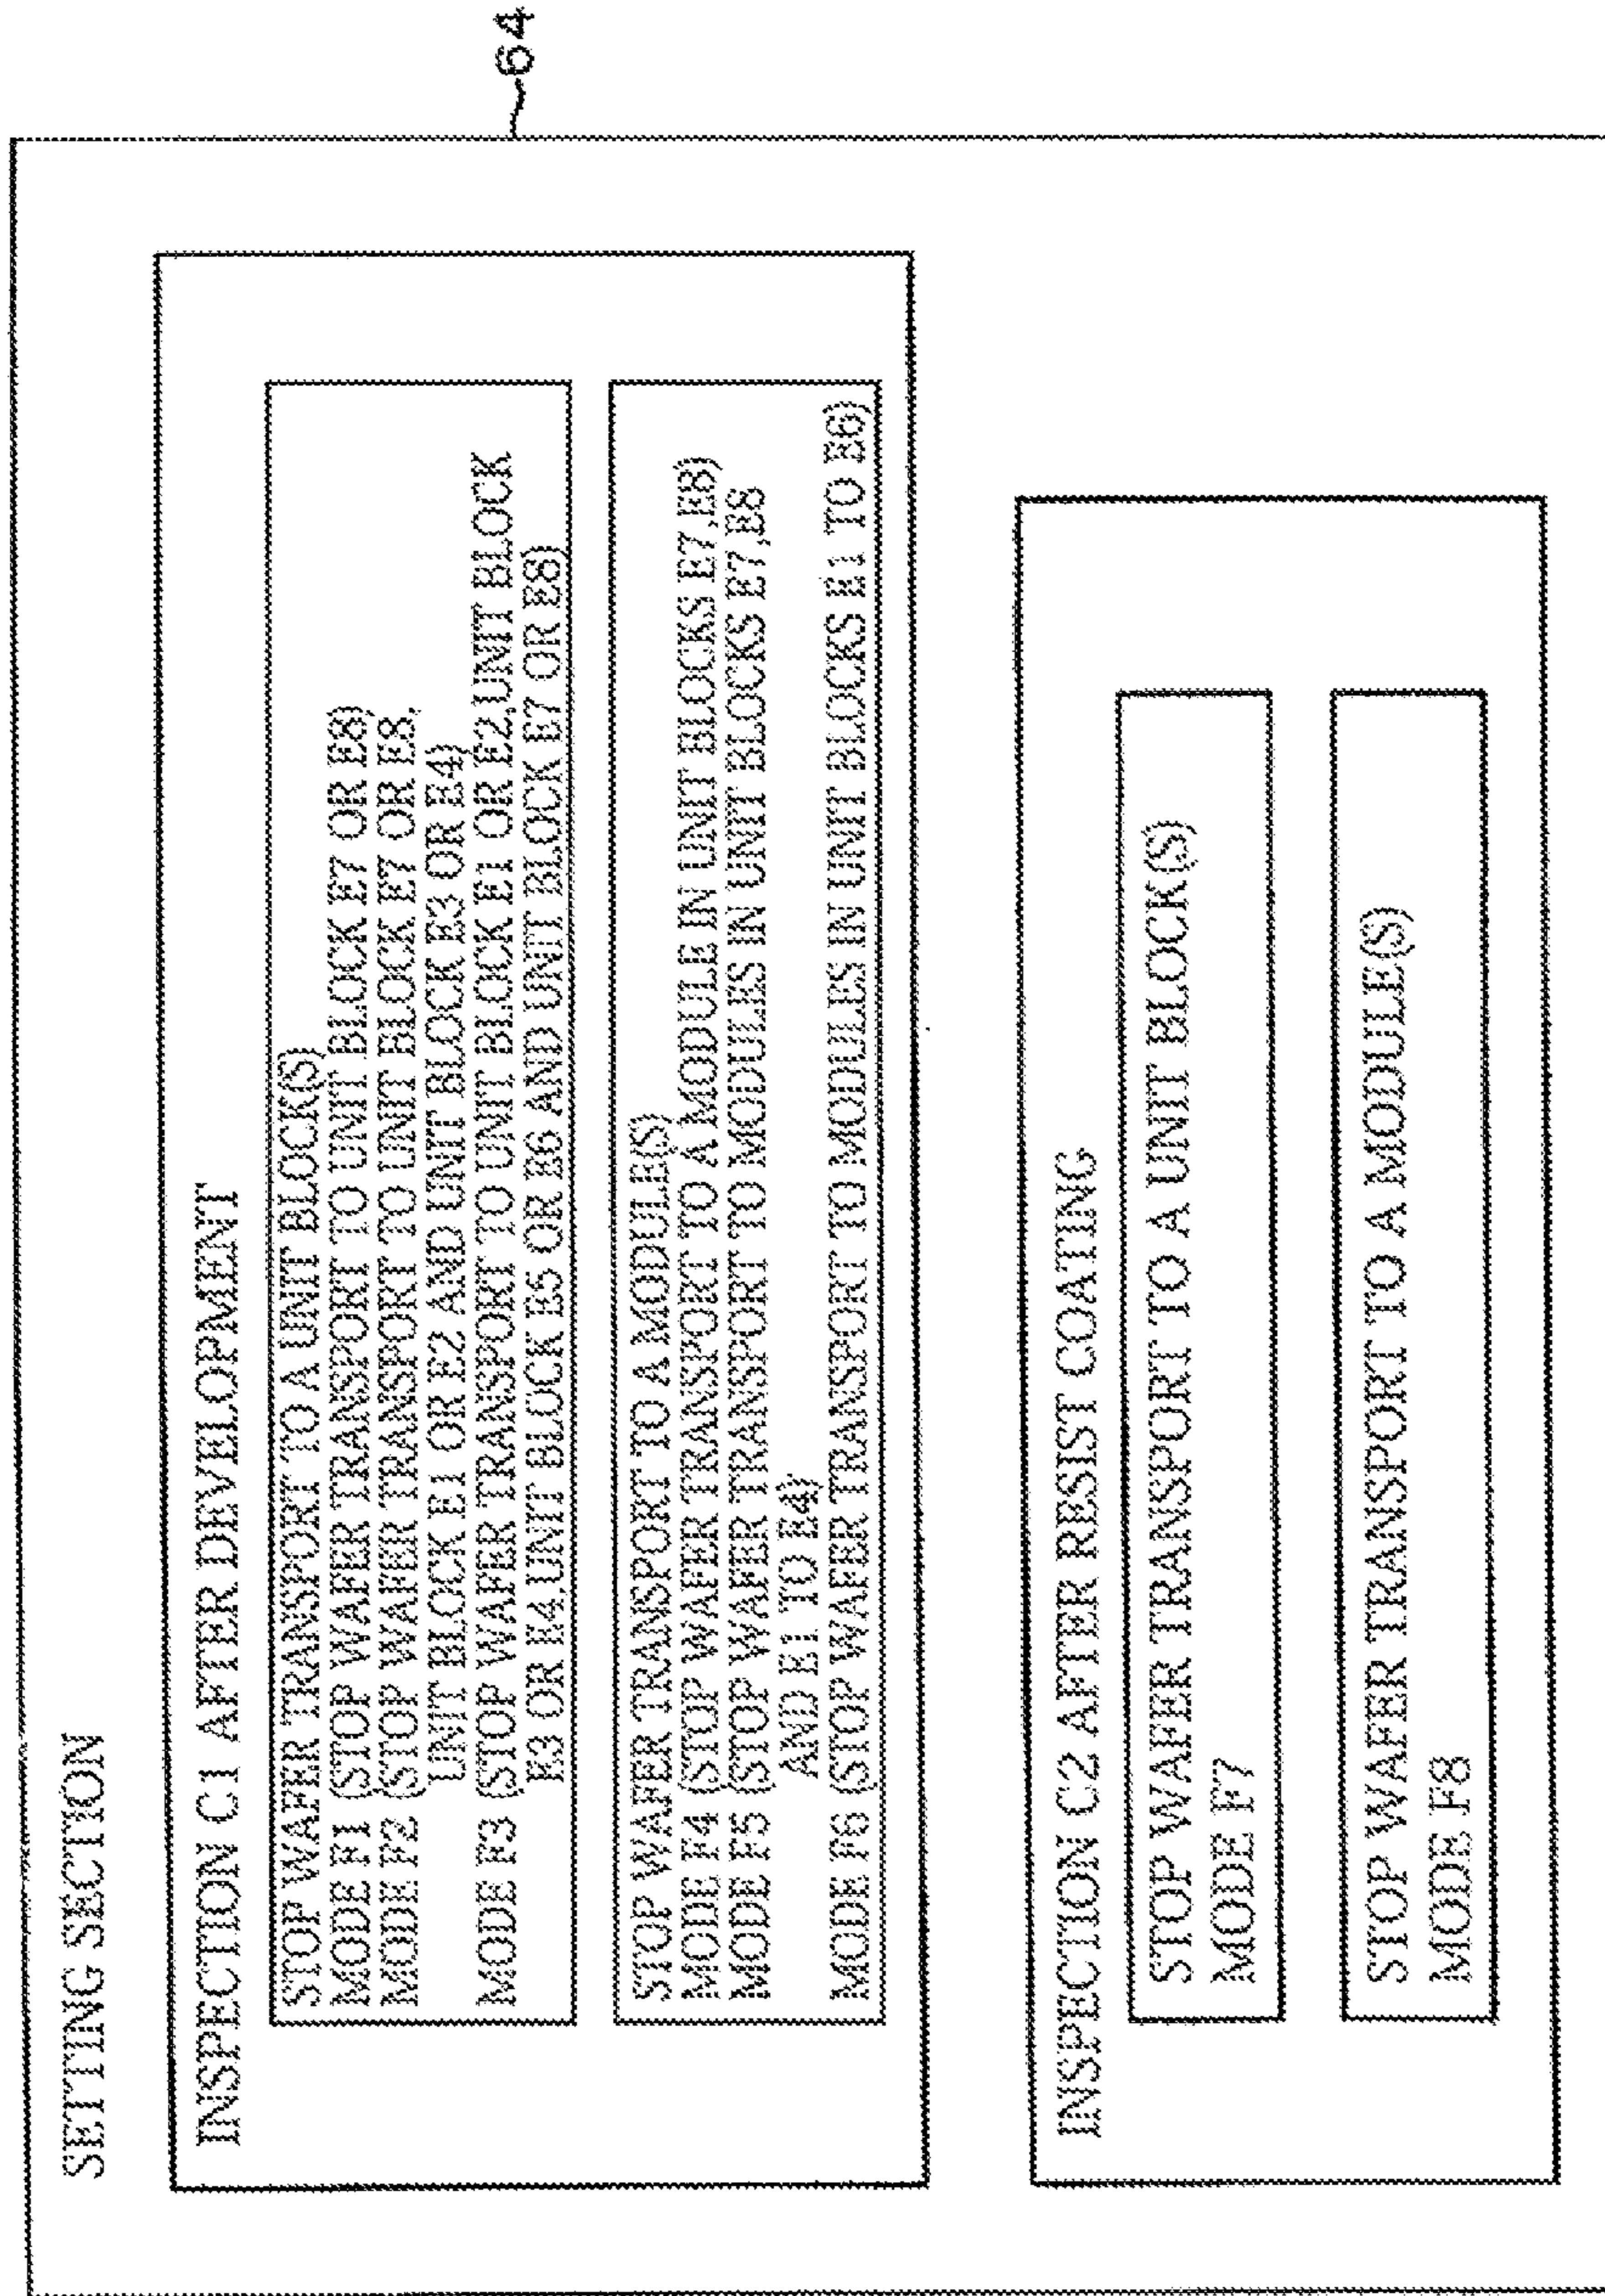 SETTING SECTION
64
INSPECTION C1 AFTER DEVELOPMENT
STOP WAFER TRANSPORT TO A UNIT BLOCK(S)
MODE F1 (STOP WAFER TRANSPORT TO UNIT BLOCK E7 OR E8)
MODE F2 (STOP WAFER TRANSPORT TO UNIT BLOCK E7 OR E8,
UNIT BLOCK E1 OR E2 AND UNIT BLOCK E3 OR E4)
MODE F3 (STOP WAFER TRANSPORT TO UNIT BLOCK E1 OR E2,UNIT BLOCK
E3 OR E4,UNIT BLOCK E5 OR E6 AND UNIT BLOCK E7 OR E8)
STOP WAFER TRANSPORT TO A MODULE(S)
MODE F4 (STOP WAFER TRANSPORT TO A MODULE IN UNIT BLOCKS E7,E8)
MODE F5 (STOP WAFER TRANSPORT TO MODULES IN UNIT BLOCKS E7,E8
AND E1 TO E4)
MODE F6 (STOP WAFER TRANSPORT TO MODULES IN UNIT BLOCKS E1 TO E6)
INSPECTION C2 AFTER RESIST COATING
STOP WAFER TRANSPORT TO A UNIT BLOCK(S)
MODE F7
STOP WAFER TRANSPORT TO A MODULE(S)
MODE F8